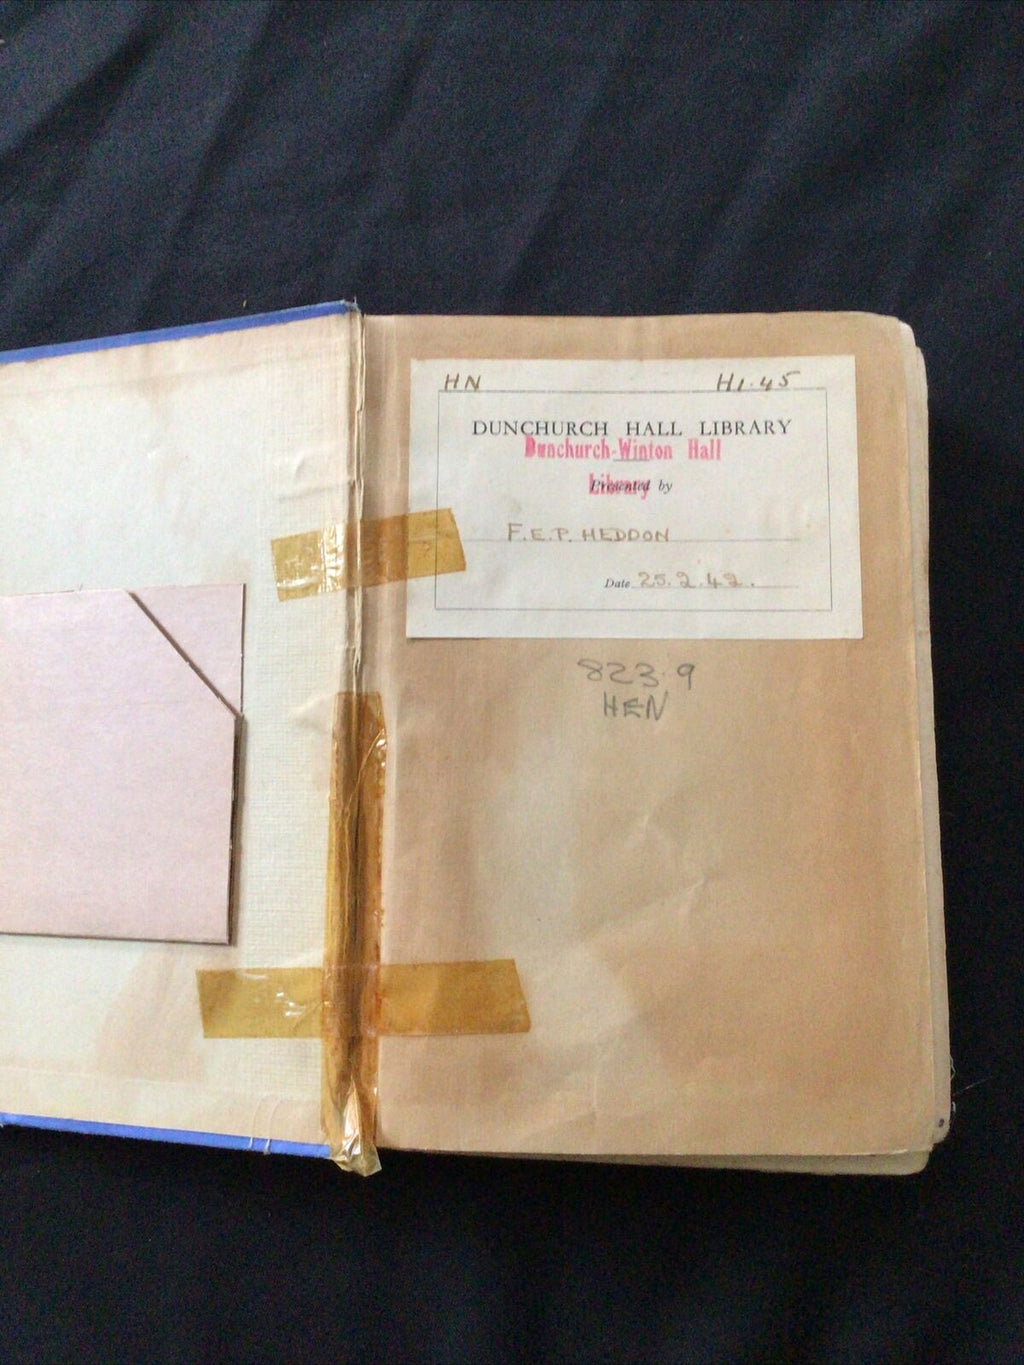 HN H1.45
DUNCHURCH HALL LIBRARY
Dunchurch-Winton Hall
Library
Presented by
F.E.P. HEDDON
Date 25.2.42.
823.9
HEN